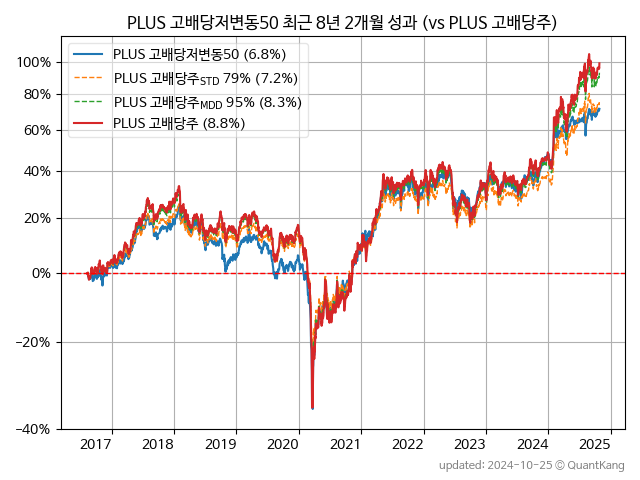 PLUS 고배당저변동50 최근 8년 2개월 성과 (vs PLUS 고배당주)
PLUS 고배당저변동50 (6.8%)
PLUS 고배당주STD 79% (7.2%)
PLUS 고배당주MDD 95% (8.3%)
PLUS 고배당주 (8.8%)
100%
80%
60%
40%
20%
0%
−20%
−40%
2017 2018 2019 2020 2021 2022 2023 2024 2025
updated: 2024-10-25 © QuantKang